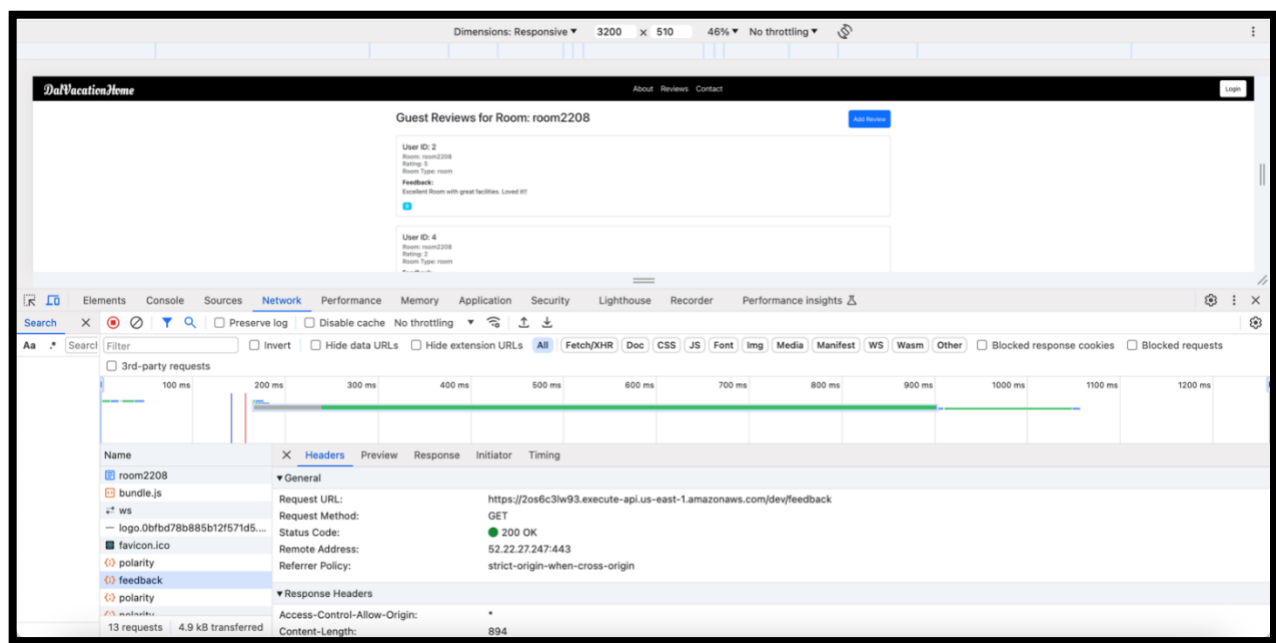 Dimensions: Responsive ▼ 3200 x 510 46% ▼ No throttling ▼
DalVacationHome About Reviews Contact Login
Guest Reviews for Room: room2208 Add Review
User ID: 2
Room: room2208
Rating: 5
Room Type: room
Feedback:
Excellent Room with great facilities. Loved it!!
User ID: 4
Room: room2208
Rating: 2
Room Type: room
Elements Console Sources Network Performance Memory Application Security Lighthouse Recorder Performance insights
Search Preserve log Disable cache No throttling ▼
Aa .* Search Filter Invert Hide data URLs Hide extension URLs All Fetch/XHR Doc CSS JS Font Img Media Manifest WS Wasm Other Blocked response cookies Blocked requests
3rd-party requests
100 ms 200 ms 300 ms 400 ms 500 ms 600 ms 700 ms 800 ms 900 ms 1000 ms 1100 ms 1200 ms
Name Headers Preview Response Initiator Timing
room2208
bundle.js
ws
logo.0bfbd78b885b12f571d5....
favicon.ico
polarity
feedback
polarity
polarity
13 requests 4.9 kB transferred
▼ General
Request URL: https://2os6c3lw93.execute-api.us-east-1.amazonaws.com/dev/feedback
Request Method: GET
Status Code: 200 OK
Remote Address: 52.22.27.247:443
Referrer Policy: strict-origin-when-cross-origin
▼ Response Headers
Access-Control-Allow-Origin: *
Content-Length: 894